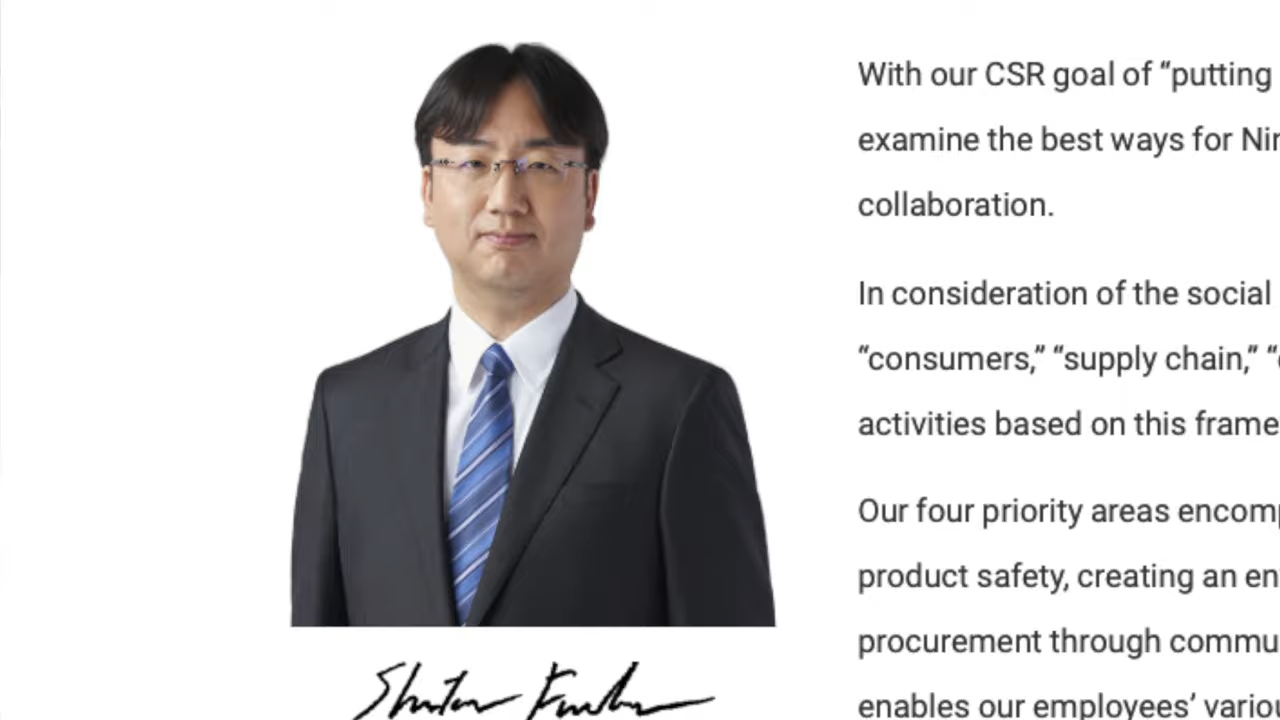 With our CSR goal of “putting
examine the best ways for Nin
collaboration.
In consideration of the social
“consumers,” “supply chain,” “
activities based on this frame
Our four priority areas encomp
product safety, creating an en
procurement through commu
enables our employees’ variou